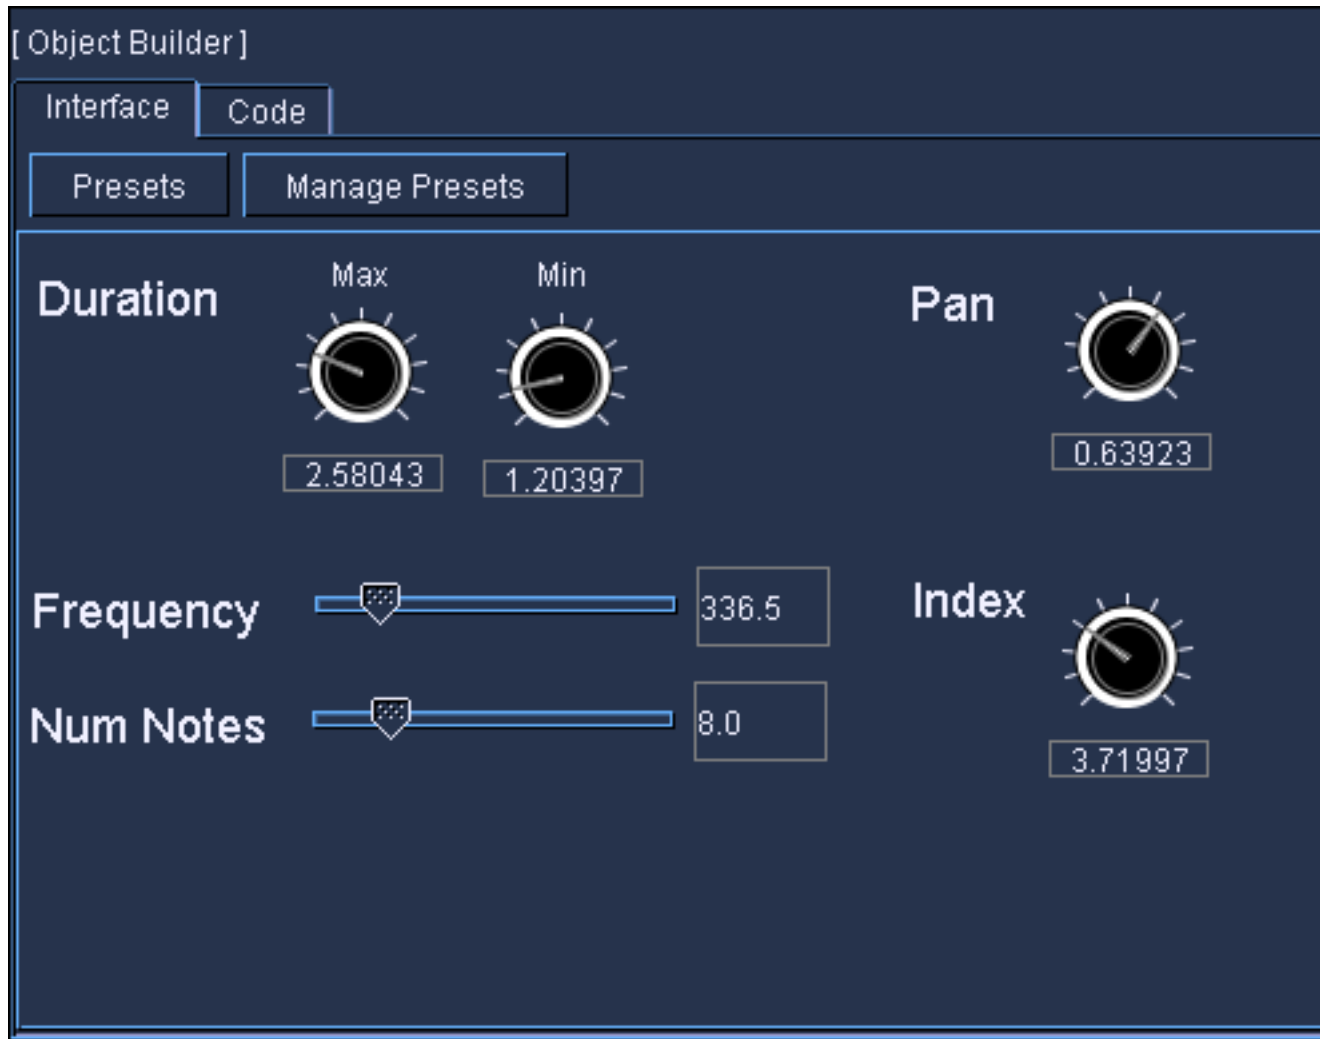 [ Object Builder ]
Interface Code
Presets Manage Presets
Duration Max Min Pan
2.58043 1.20397 0.63923
Frequency 336.5 Index
Num Notes 8.0 3.71997